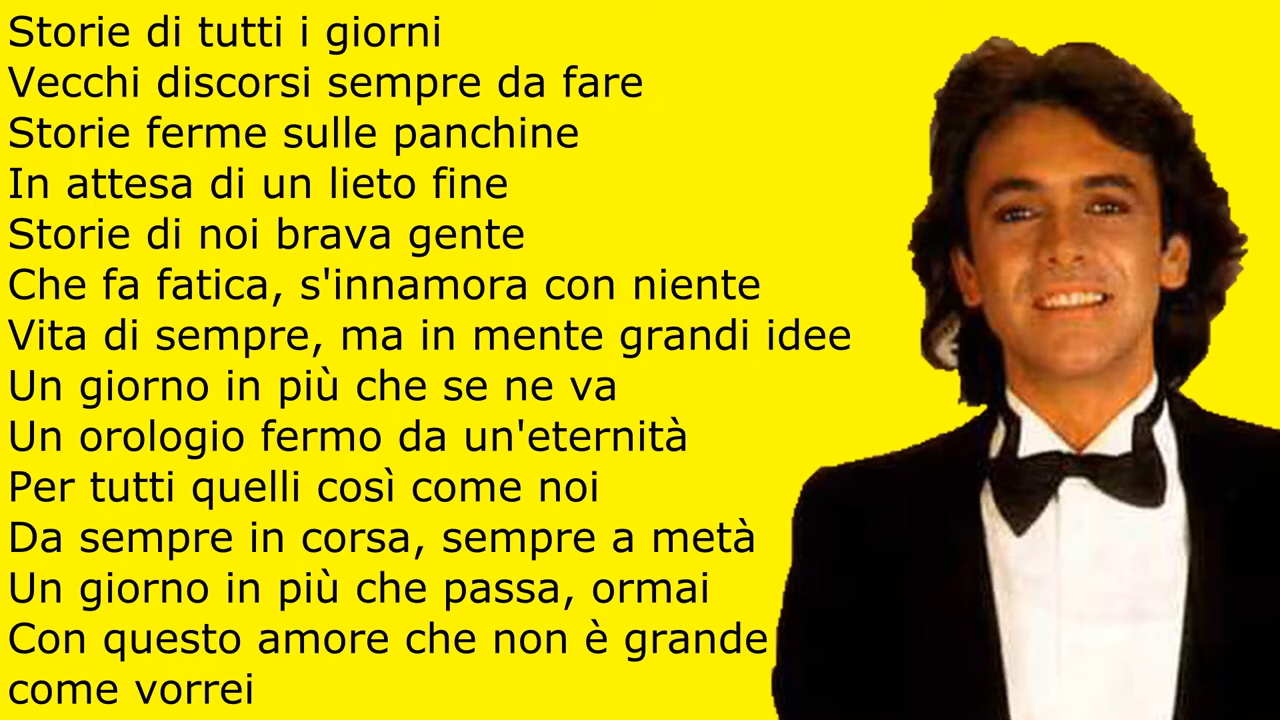 Storie di tutti i giorni
Vecchi discorsi sempre da fare
Storie ferme sulle panchine
In attesa di un lieto fine
Storie di noi brava gente
Che fa fatica, s'innamora con niente
Vita di sempre, ma in mente grandi idee
Un giorno in più che se ne va
Un orologio fermo da un'eternità
Per tutti quelli così come noi
Da sempre in corsa, sempre a metà
Un giorno in più che passa, ormai
Con questo amore che non è grande
come vorrei